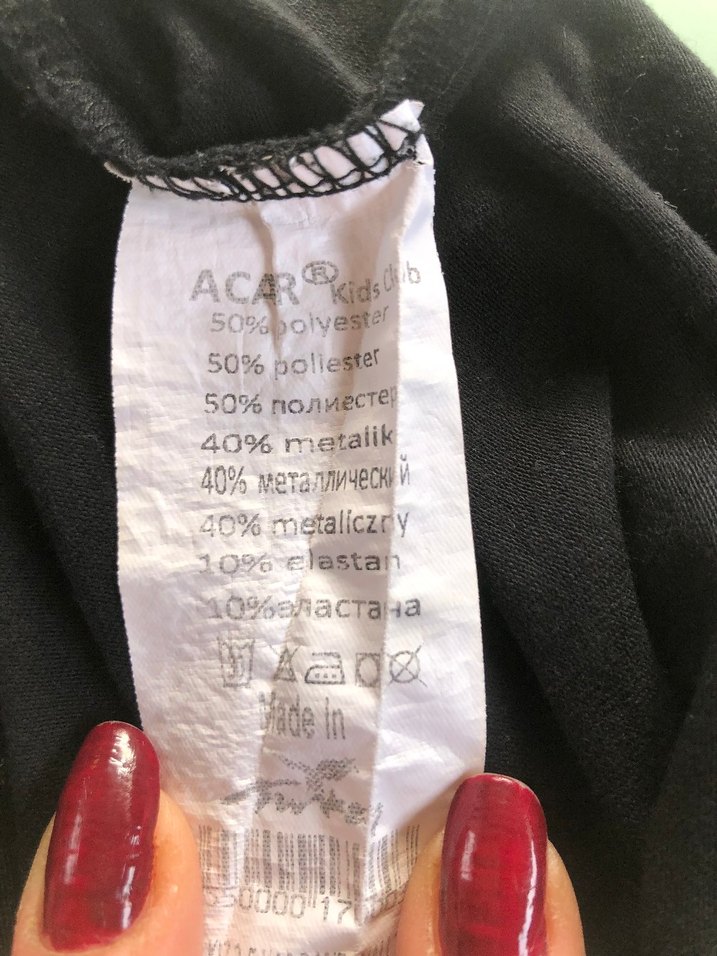 ACAR® Kids Club
50% polyester
50% poliester
50% полиестер
40% metalik
40% металлический
40% metaliczny
10% elastan
10% эластана
Made in
Turkey